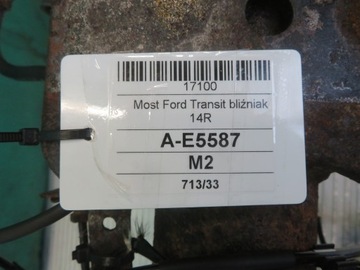 17100
Most Ford Transit bliźniak
14R
A-E5587
M2
713/33